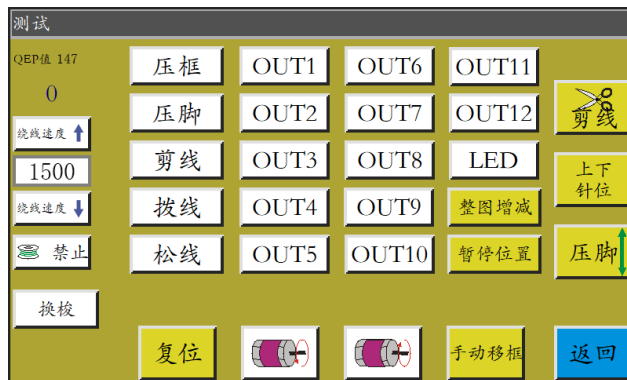 测试
QEP值 147
0
绕线速度
1500
绕线速度
禁止
换梭
压框
OUT1
OUT6
OUT11
压脚
OUT2
OUT7
OUT12
剪线
OUT3
OUT8
LED
拨线
OUT4
OUT9
整图增减
松线
OUT5
OUT10
暂停位置
剪线
上下
针位
压脚
复位
手动移框
返回